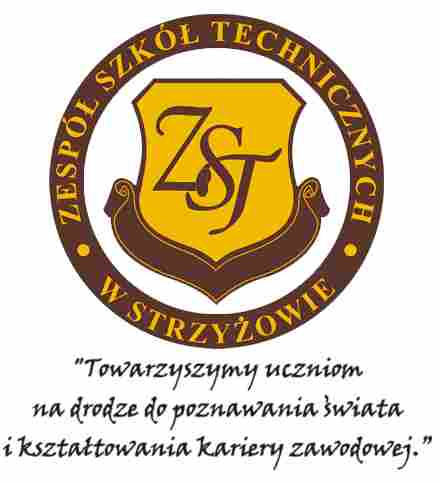 ZESPÓŁ SZKÓŁ TECHNICZNYCH
W STRZYŻOWIE
ZST
"Towarzyszymy uczniom
na drodze do poznawania świata
i kształtowania kariery zawodowej."